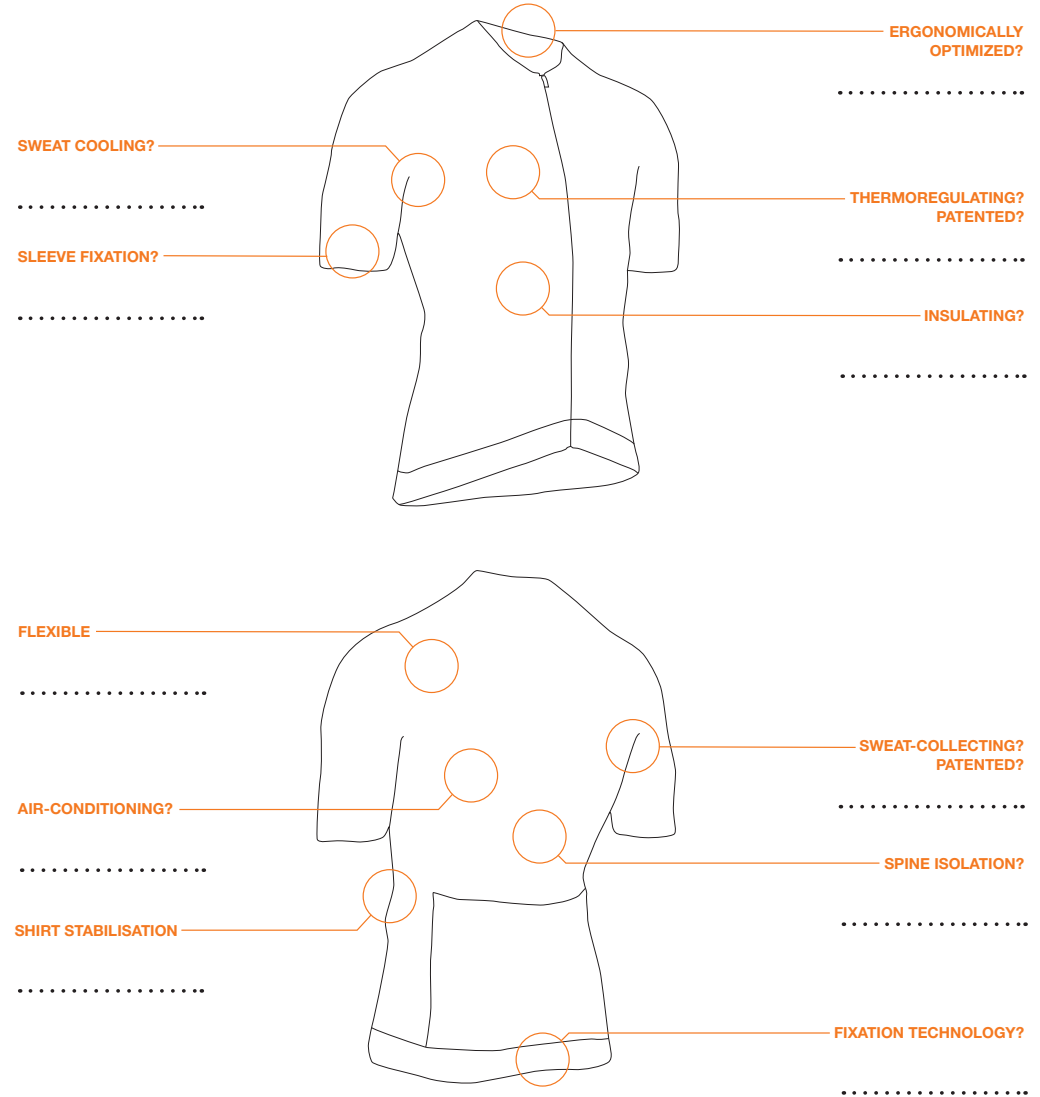 ERGONOMICALLY
OPTIMIZED?
SWEAT COOLING?
THERMOREGULATING?
PATENTED?
SLEEVE FIXATION?
INSULATING?
FLEXIBLE
SWEAT-COLLECTING?
PATENTED?
AIR-CONDITIONING?
SPINE ISOLATION?
SHIRT STABILISATION
FIXATION TECHNOLOGY?